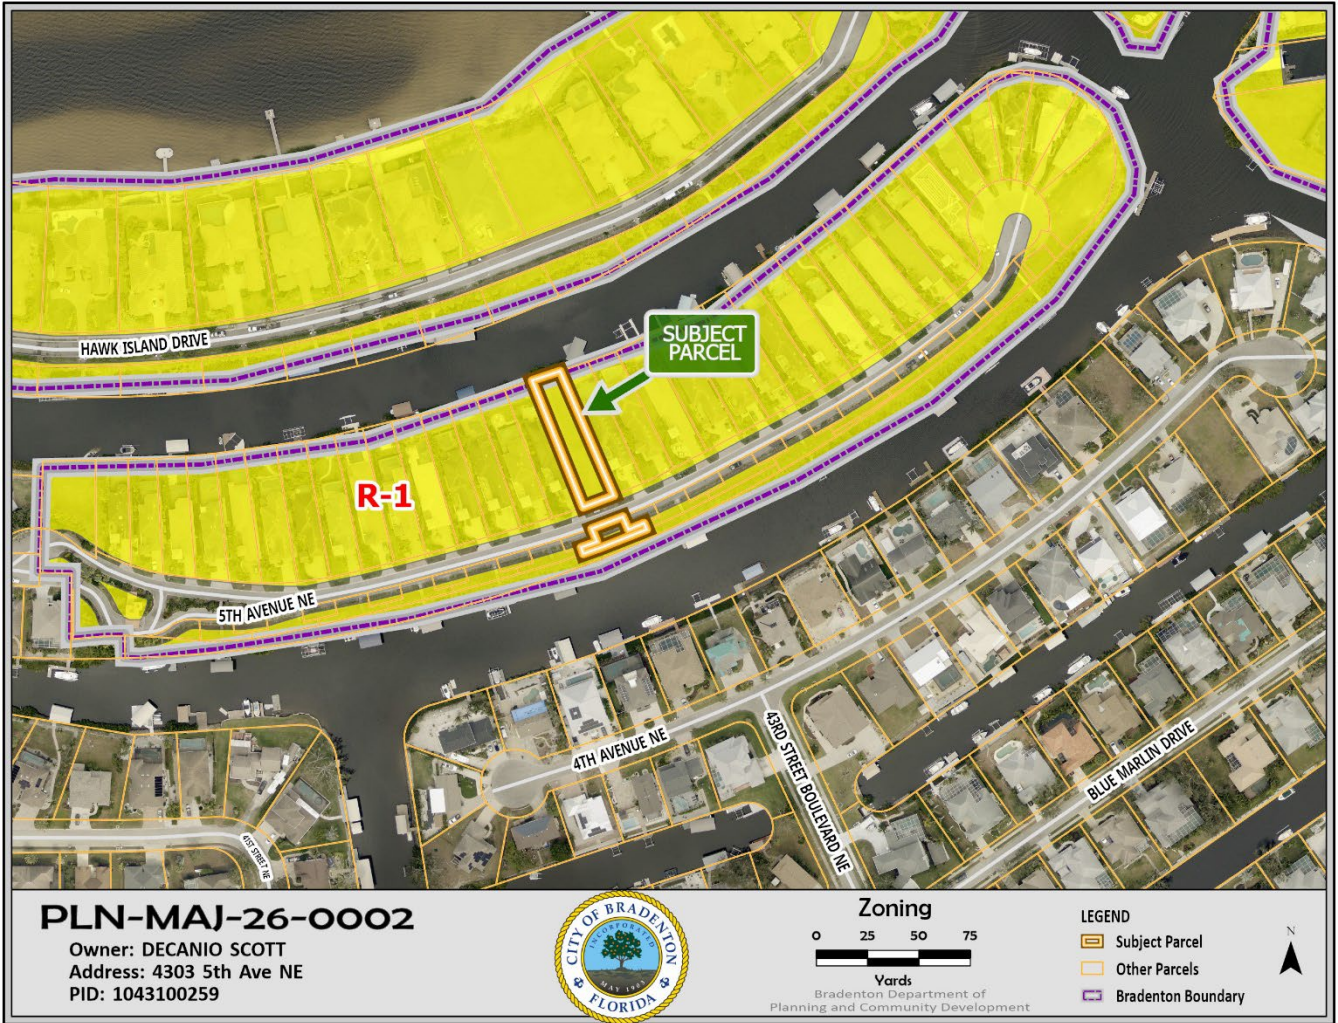 HAWK ISLAND DRIVE
SUBJECT
PARCEL
R-1
5TH AVENUE NE
4TH AVENUE NE
43RD STREET BOULEVARD NE
BLUE MARLIN DRIVE
41ST STREET NE
PLN-MAJ-26-0002
Owner: DECANIO SCOTT
Address: 4303 5th Ave NE
PID: 1043100259
CITY OF BRADENTON
INCORPORATED
MAY 1903
FLORIDA
Zoning
0 25 50 75
Yards
Bradenton Department of
Planning and Community Development
LEGEND
Subject Parcel
Other Parcels
Bradenton Boundary
N